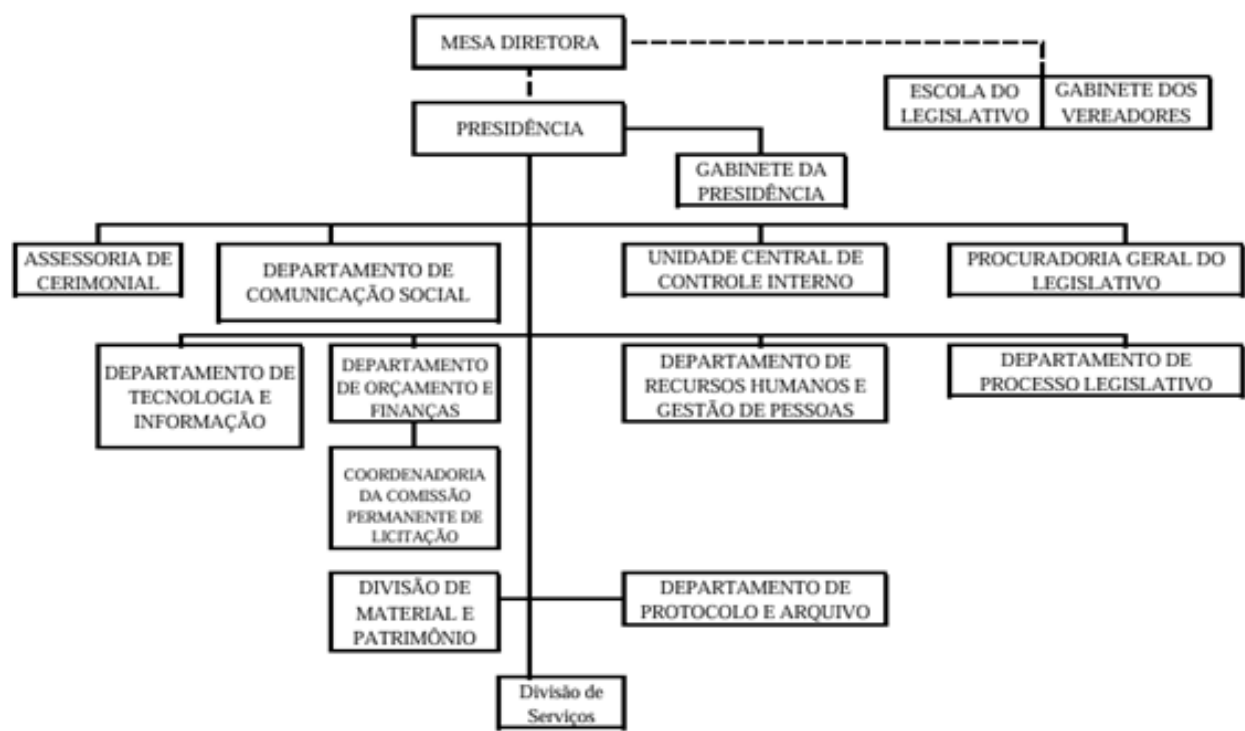 MESA DIRETORA
ESCOLA DO
LEGISLATIVO
GABINETE DOS
VEREADORES
PRESIDÊNCIA
GABINETE DA
PRESIDÊNCIA
ASSESSORIA DE
CERIMONIAL
DEPARTAMENTO DE
COMUNICAÇÃO SOCIAL
UNIDADE CENTRAL DE
CONTROLE INTERNO
PROCURADORIA GERAL DO
LEGISLATIVO
DEPARTAMENTO DE
TECNOLOGIA E
INFORMAÇÃO
DEPARTAMENTO
DE ORÇAMENTO E
FINANÇAS
DEPARTAMENTO DE
RECURSOS HUMANOS E
GESTÃO DE PESSOAS
DEPARTAMENTO DE
PROCESSO LEGISLATIVO
COORDENADORIA
DA COMISSÃO
PERMANENTE DE
LICITAÇÃO
DIVISÃO DE
MATERIAL E
PATRIMÔNIO
DEPARTAMENTO DE
PROTOCOLO E ARQUIVO
Divisão de
Serviços